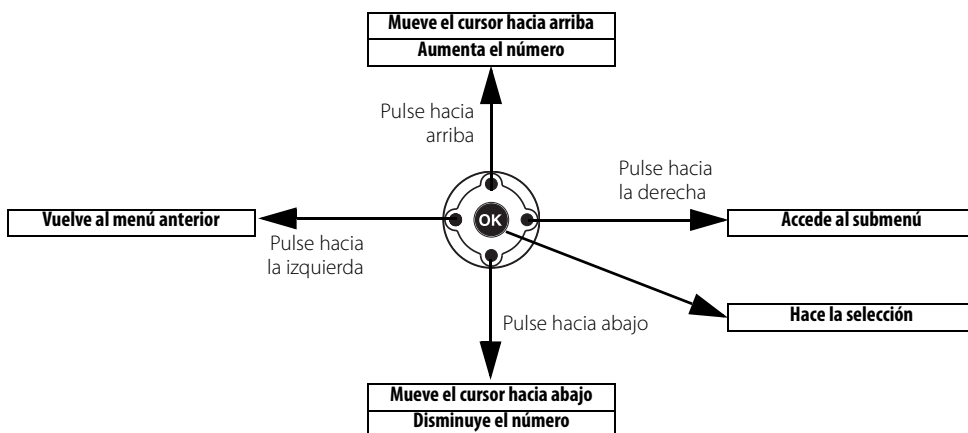 Mueve el cursor hacia arriba
Aumenta el número
Pulse hacia
arriba
Pulse hacia
la derecha
Vuelve al menú anterior
OK
Accede al submenú
Pulse hacia
la izquierda
Hace la selección
Pulse hacia abajo
Mueve el cursor hacia abajo
Disminuye el número